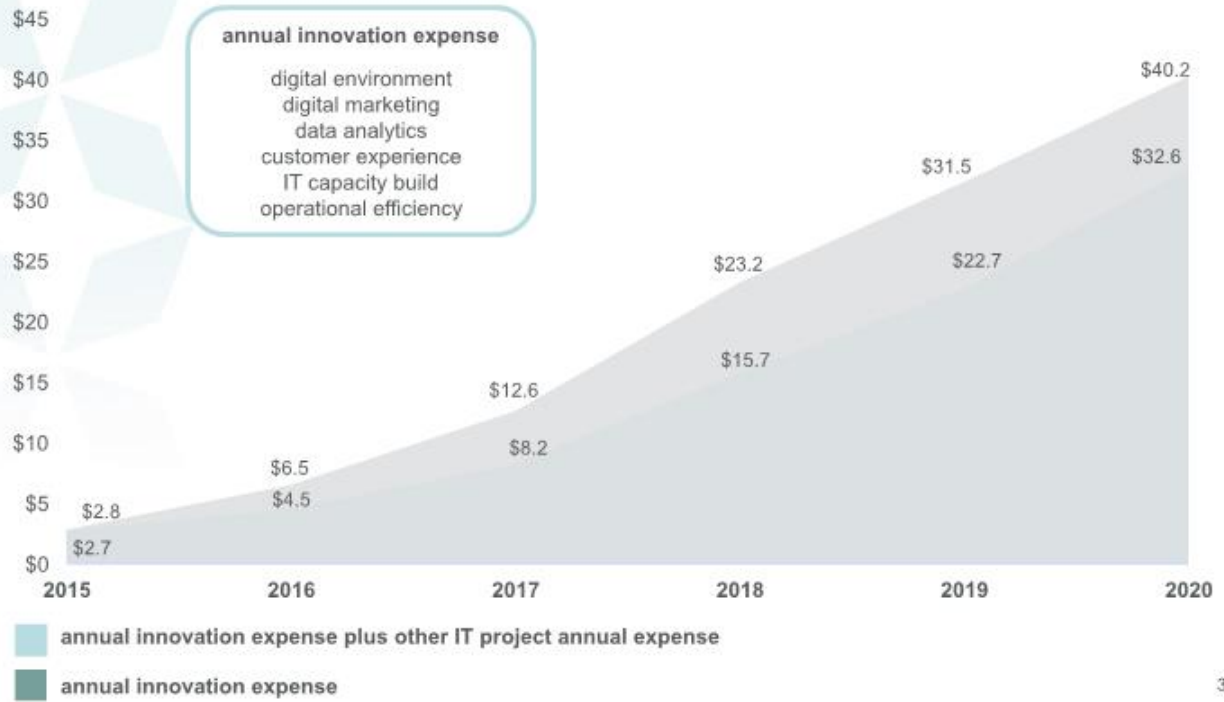 $45
$40
$35
$30
$25
$20
$15
$10
$5
$0
annual innovation expense
digital environment
digital marketing
data analytics
customer experience
IT capacity build
operational efficiency
$40.2
$32.6
$31.5
$22.7
$23.2
$15.7
$12.6
$8.2
$6.5
$4.5
$2.8
$2.7
2015 2016 2017 2018 2019 2020
annual innovation expense plus other IT project annual expense
annual innovation expense
3